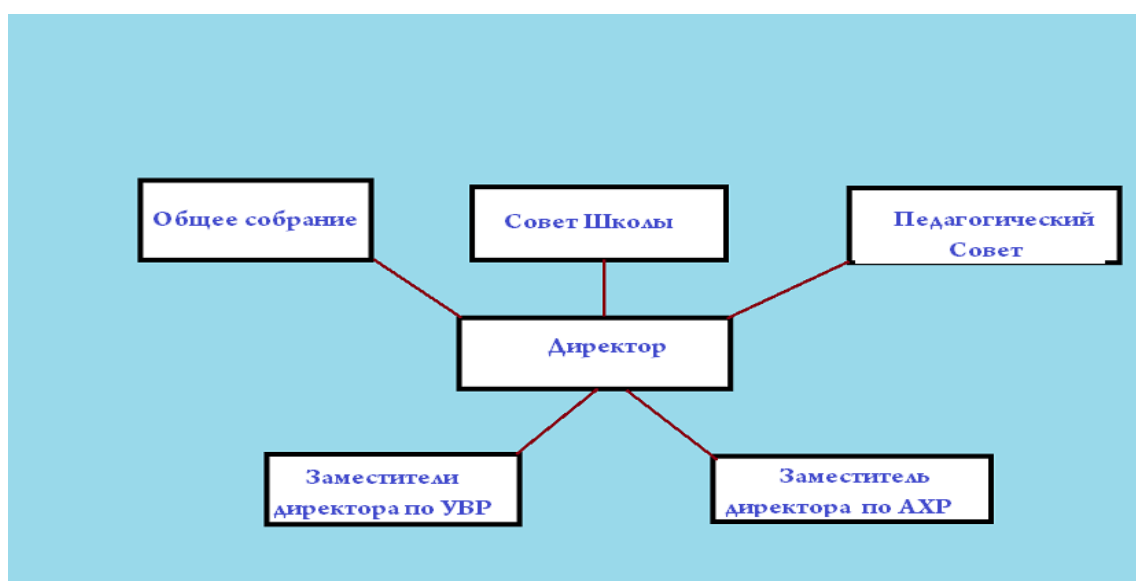 Общее собрание
Совет Школы
Педагогический
Совет
Директор
Заместители
директора по УВР
Заместитель
директора по АХР